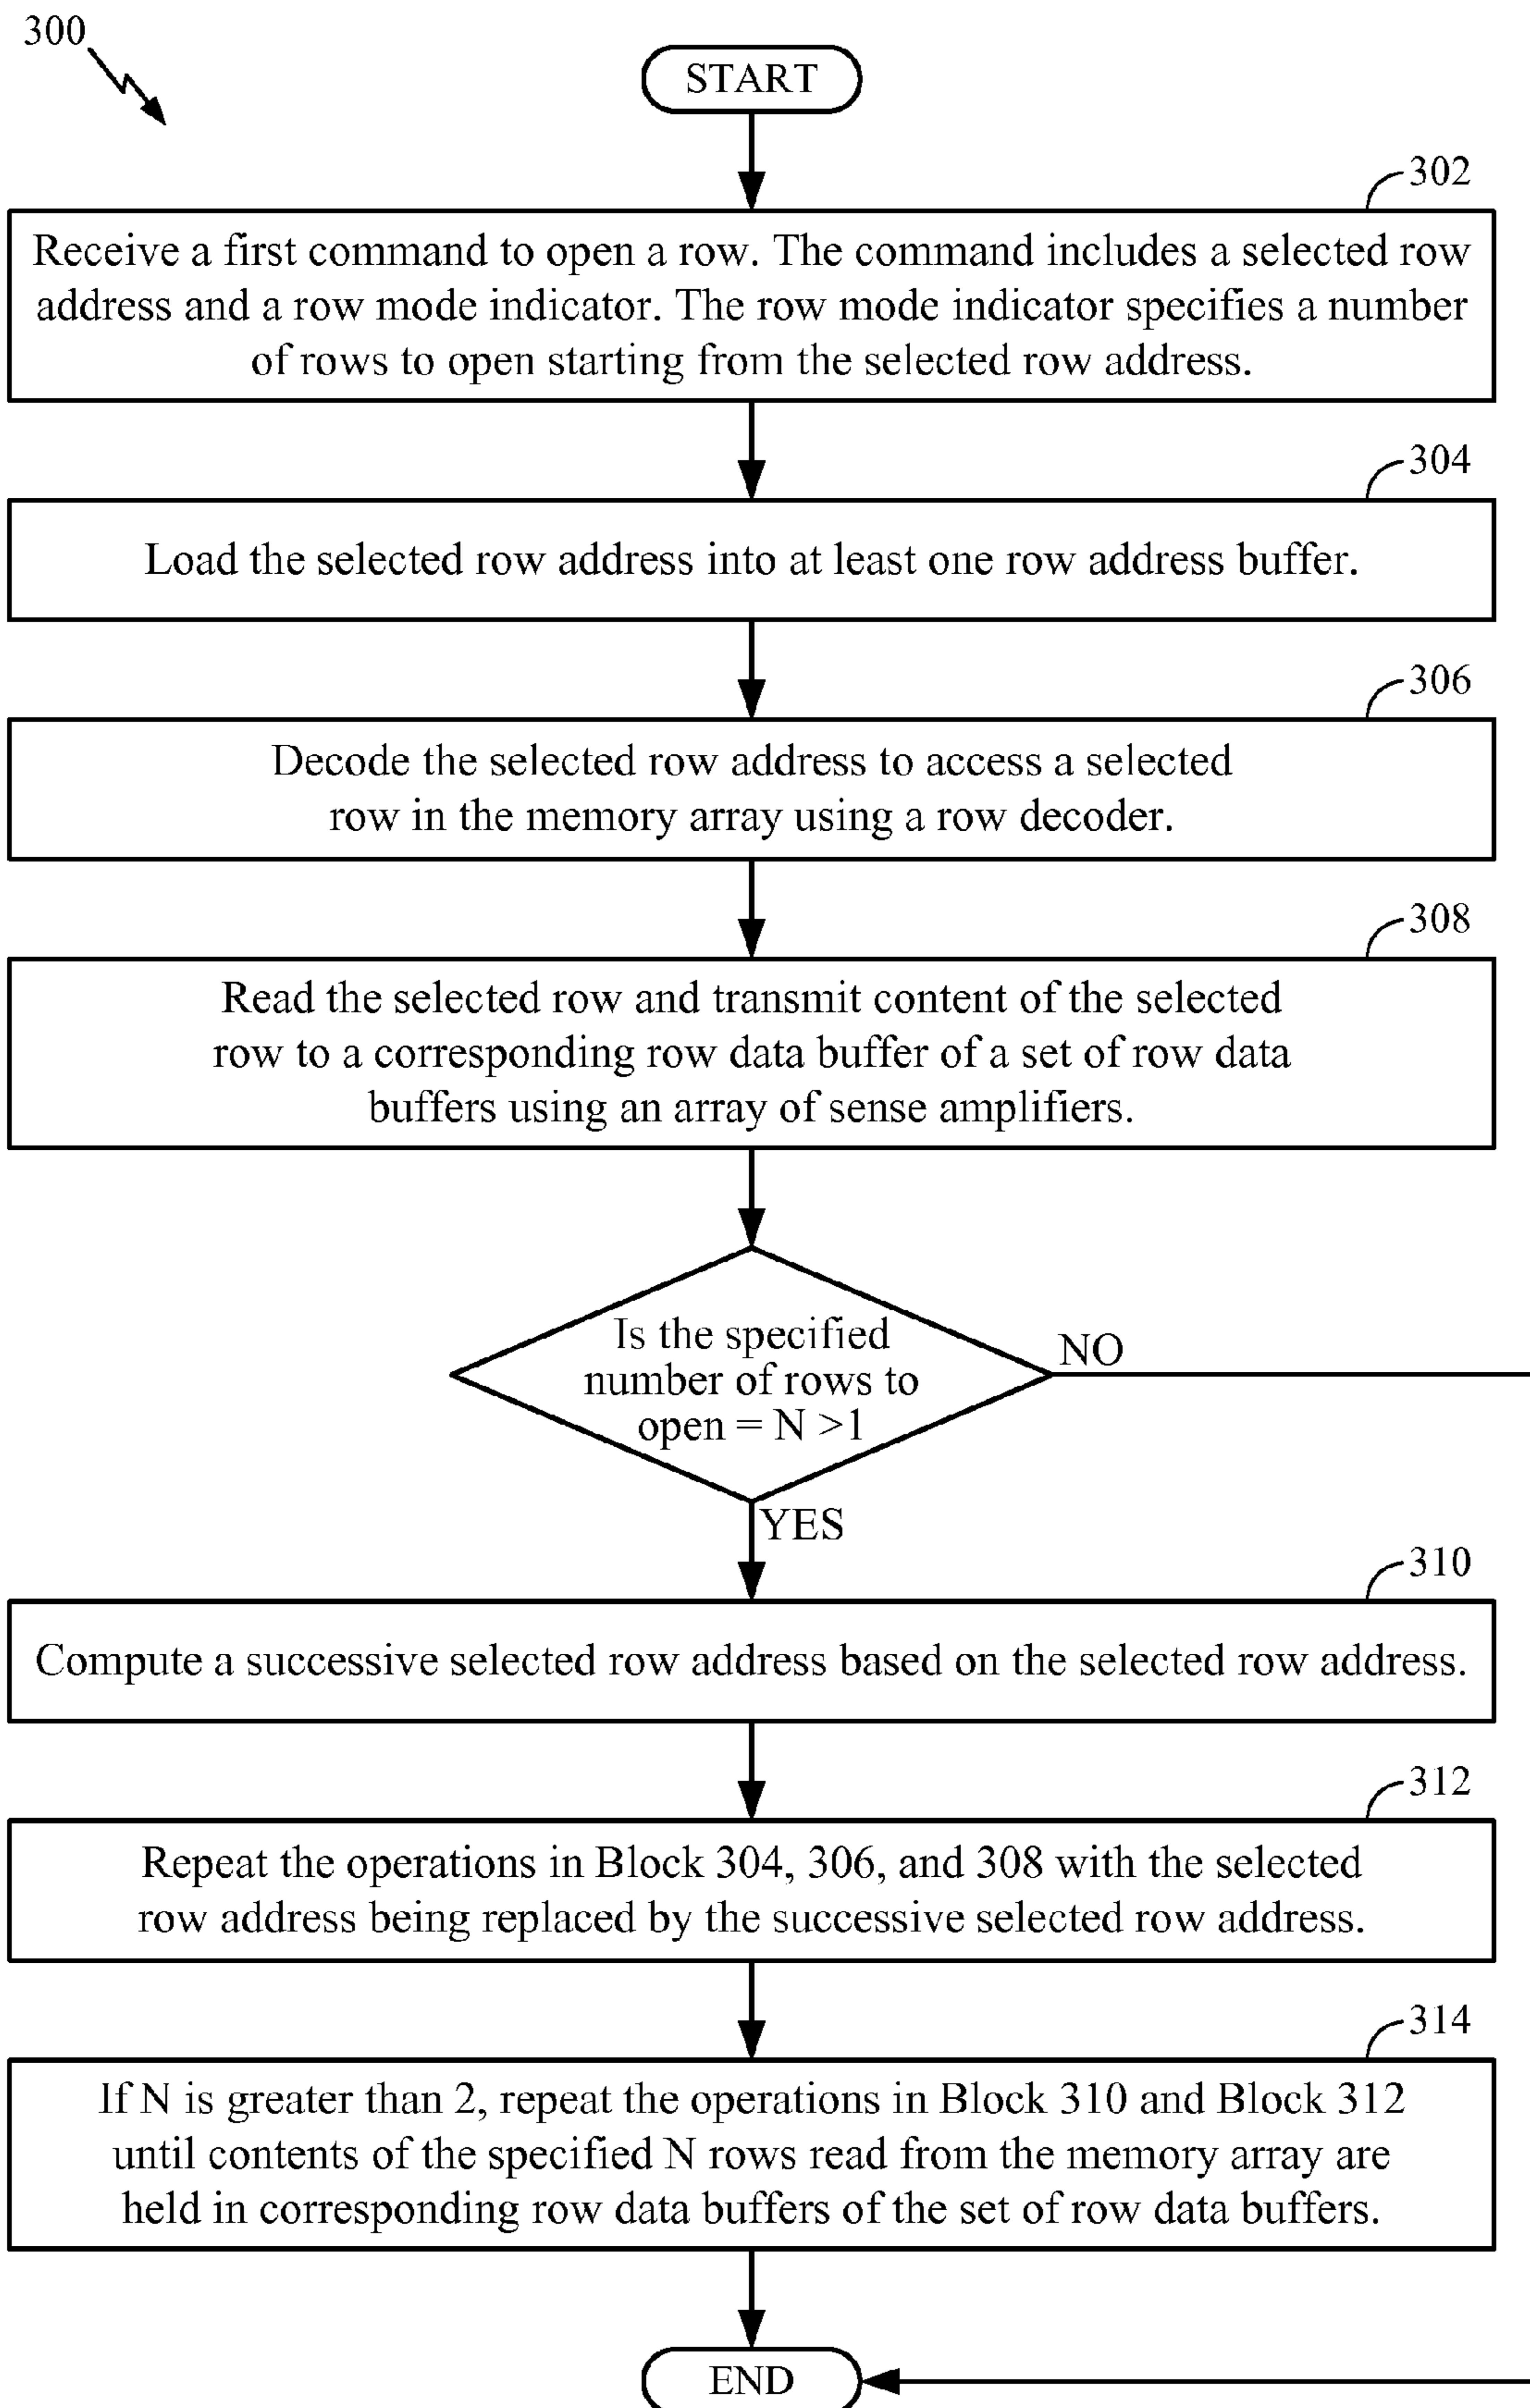 300
START
302
Receive a first command to open a row. The command includes a selected row
address and a row mode indicator. The row mode indicator specifies a number
of rows to open starting from the selected row address.
304
Load the selected row address into at least one row address buffer.
306
Decode the selected row address to access a selected
row in the memory array using a row decoder.
308
Read the selected row and transmit content of the selected
row to a corresponding row data buffer of a set of row data
buffers using an array of sense amplifiers.
Is the specified
number of rows to
open = N >1
NO
YES
310
Compute a successive selected row address based on the selected row address.
312
Repeat the operations in Block 304, 306, and 308 with the selected
row address being replaced by the successive selected row address.
314
If N is greater than 2, repeat the operations in Block 310 and Block 312
until contents of the specified N rows read from the memory array are
held in corresponding row data buffers of the set of row data buffers.
END